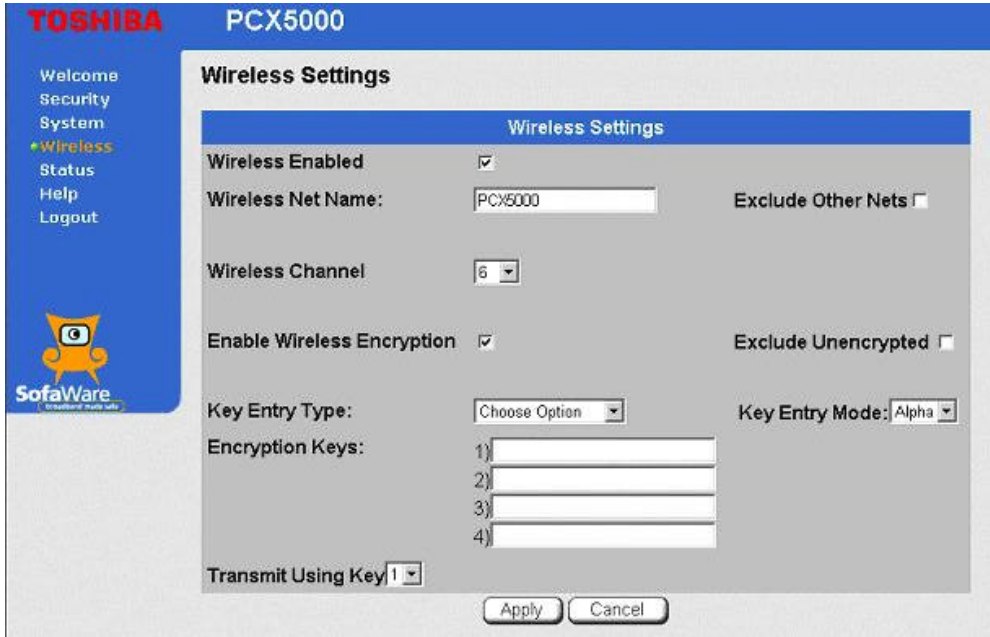 TOSHIBA PCX5000
Welcome
Security
System
Wireless
Status
Help
Logout
SofaWare
Wireless Settings
Wireless Settings
Wireless Enabled
Wireless Net Name: PCX5000 Exclude Other Nets
Wireless Channel 6
Enable Wireless Encryption Exclude Unencrypted
Key Entry Type: Choose Option Key Entry Mode: Alpha
Encryption Keys: 1)
2)
3)
4)
Transmit Using Key 1
Apply Cancel